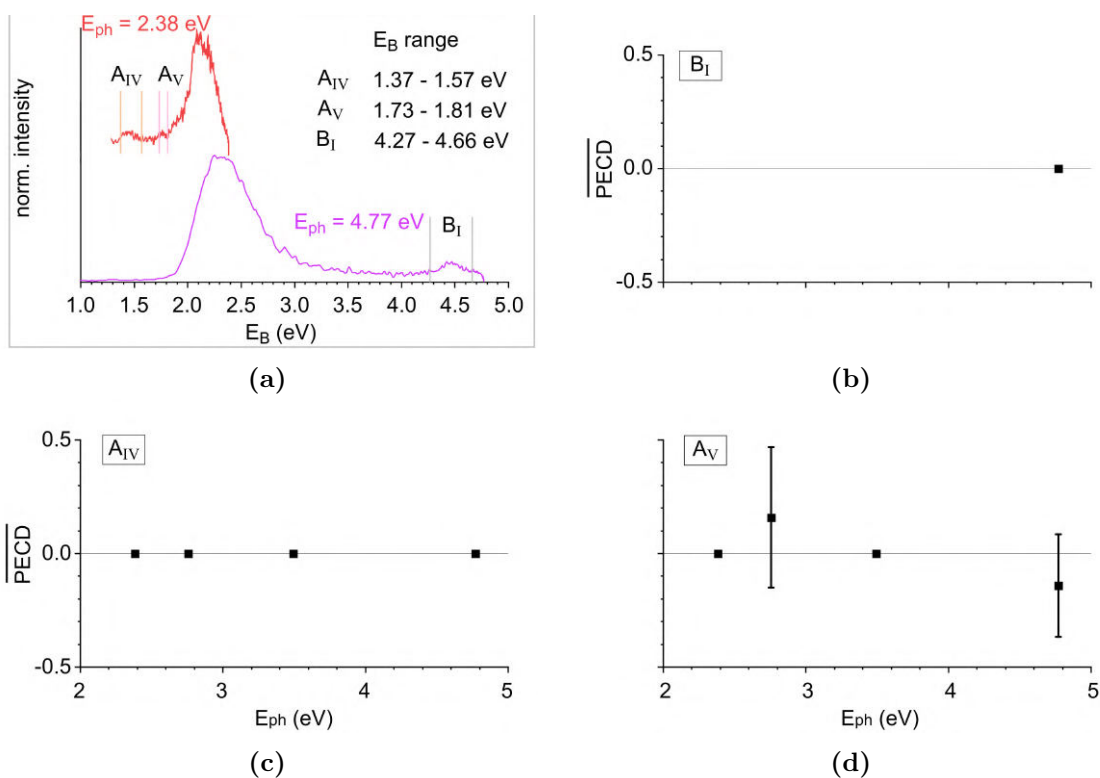 E_ph = 2.38 eV
E_B range
A_IV 1.37 - 1.57 eV
A_V 1.73 - 1.81 eV
B_I 4.27 - 4.66 eV
A_IV A_V
norm. intensity
E_ph = 4.77 eV B_I
1.0 1.5 2.0 2.5 3.0 3.5 4.0 4.5 5.0
E_B (eV)
(a)
B_I
0.5
0.0
-0.5
PECD
2 3 4 5
(b)
A_IV
0.5
0.0
-0.5
PECD
2 3 4 5
E_ph (eV)
(c)
A_V
2 3 4 5
E_ph (eV)
(d)